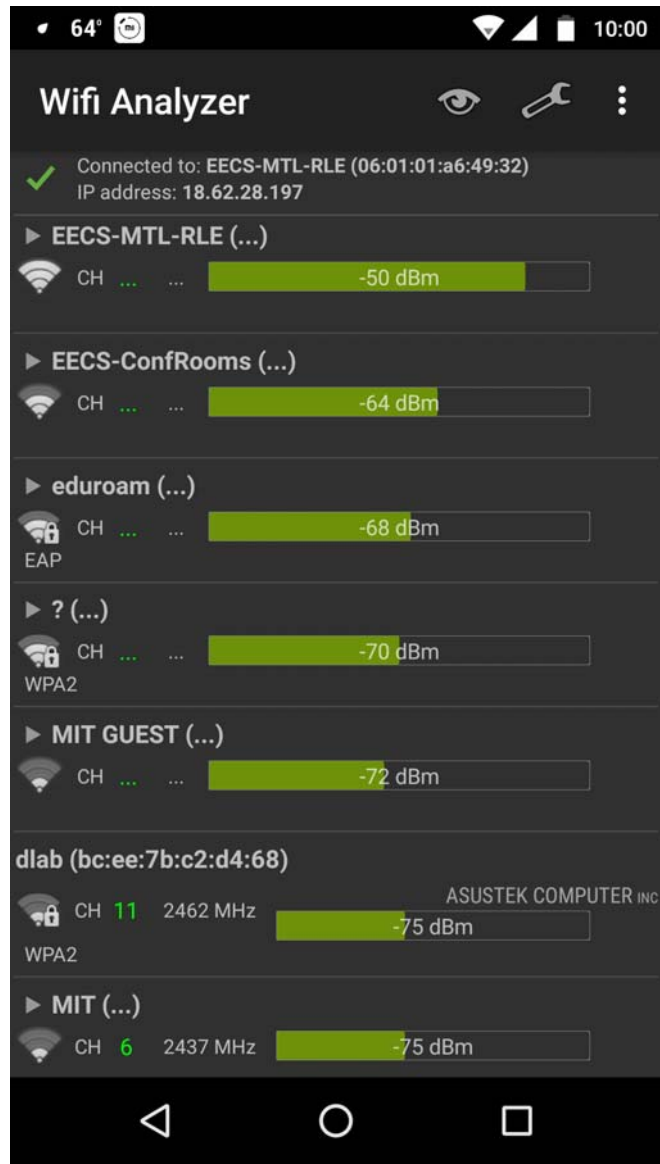 64° mi 10:00
Wifi Analyzer
Connected to: EECS-MTL-RLE (06:01:01:a6:49:32)
IP address: 18.62.28.197
EECS-MTL-RLE (...)
CH ... ... -50 dBm
EECS-ConfRooms (...)
CH ... ... -64 dBm
eduroam (...)
CH ... ... -68 dBm
EAP
? (...)
CH ... ... -70 dBm
WPA2
MIT GUEST (...)
CH ... ... -72 dBm
dlab (bc:ee:7b:c2:d4:68)
ASUSTEK COMPUTER INC
CH 11 2462 MHz -75 dBm
WPA2
MIT (...)
CH 6 2437 MHz -75 dBm